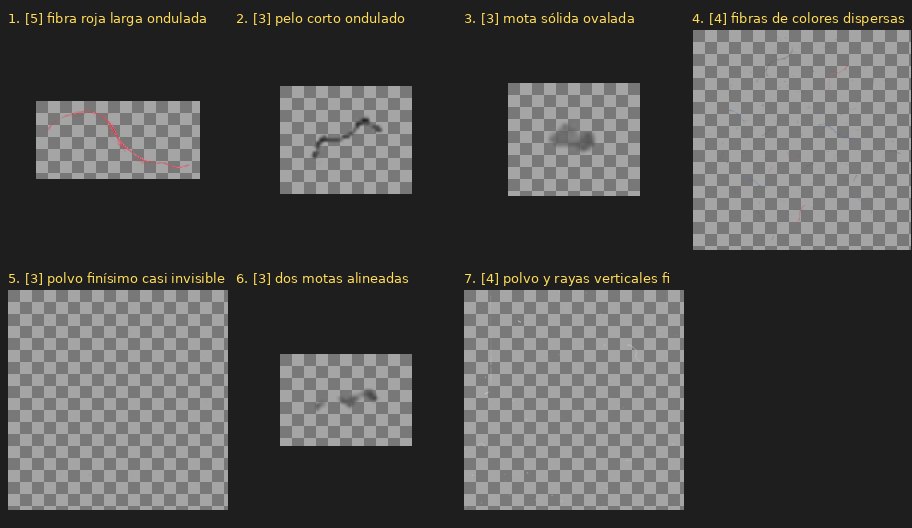 1. [5] fibra roja larga ondulada
2. [3] pelo corto ondulado
3. [3] mota sólida ovalada
4. [4] fibras de colores dispersas
5. [3] polvo finísimo casi invisible
6. [3] dos motas alineadas
7. [4] polvo y rayas verticales fi